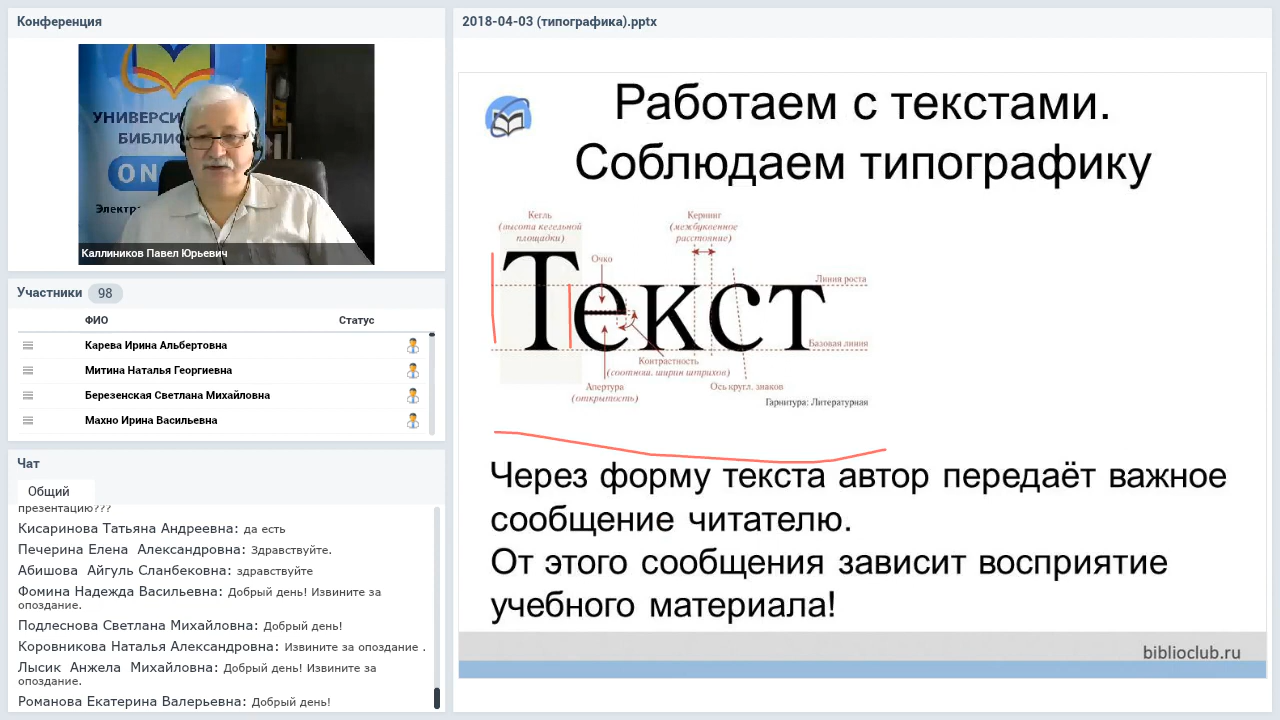 Конференция
УНИВЕРСИ
БИБЛИО
ON
Электр
Каллиников Павел Юрьевич
Участники 98
ФИО Статус
Карева Ирина Альбертовна
Митина Наталья Георгиевна
Березенская Светлана Михайловна
Махно Ирина Васильевна
Чат
Общий
презентацию???
Кисаринова Татьяна Андреевна: да есть
Печерина Елена Александровна: Здравствуйте.
Абишова Айгуль Сланбековна: здравствуйте
Фомина Надежда Васильевна: Добрый день! Извините за
опоздание.
Подлеснова Светлана Михайловна: Добрый день!
Коровникова Наталья Александровна: Извините за опоздание .
Лысик Анжела Михайловна: Добрый день! Извините за
опоздание.
Романова Екатерина Валерьевна: Добрый день!
2018-04-03 (типографика).pptx
Работаем с текстами.
Соблюдаем типографику
Кегль
(высота кегельной
площадки)
Кернинг
(межбуквенное
расстояние)
Очко
Линия роста
Текст
Базовая линия
Контрастность
(соотнош. ширин штрихов)
Апертура
(открытость)
Ось кругл. знаков
Гарнитура: Литературная
Через форму текста автор передаёт важное
сообщение читателю.
От этого сообщения зависит восприятие
учебного материала!
biblioclub.ru